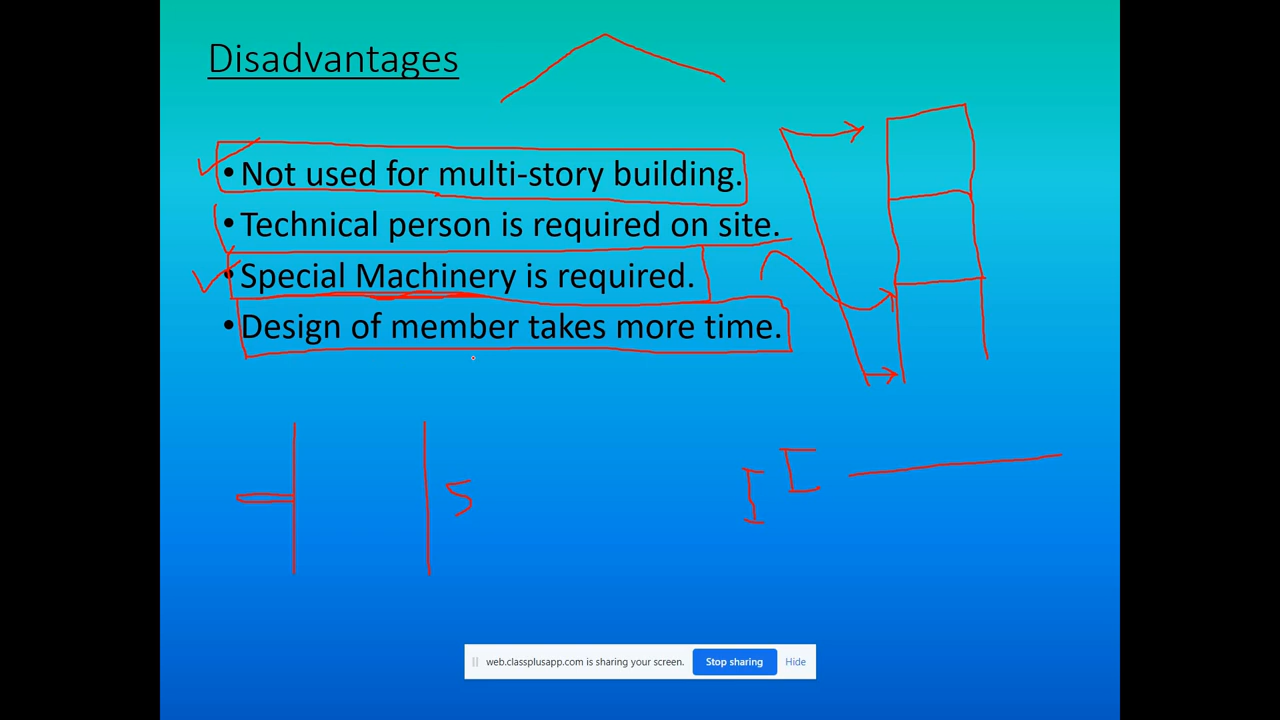 Disadvantages
•Not used for multi-story building.
•Technical person is required on site.
•Special Machinery is required.
•Design of member takes more time.
S
web.classplusapp.com is sharing your screen. Stop sharing Hide